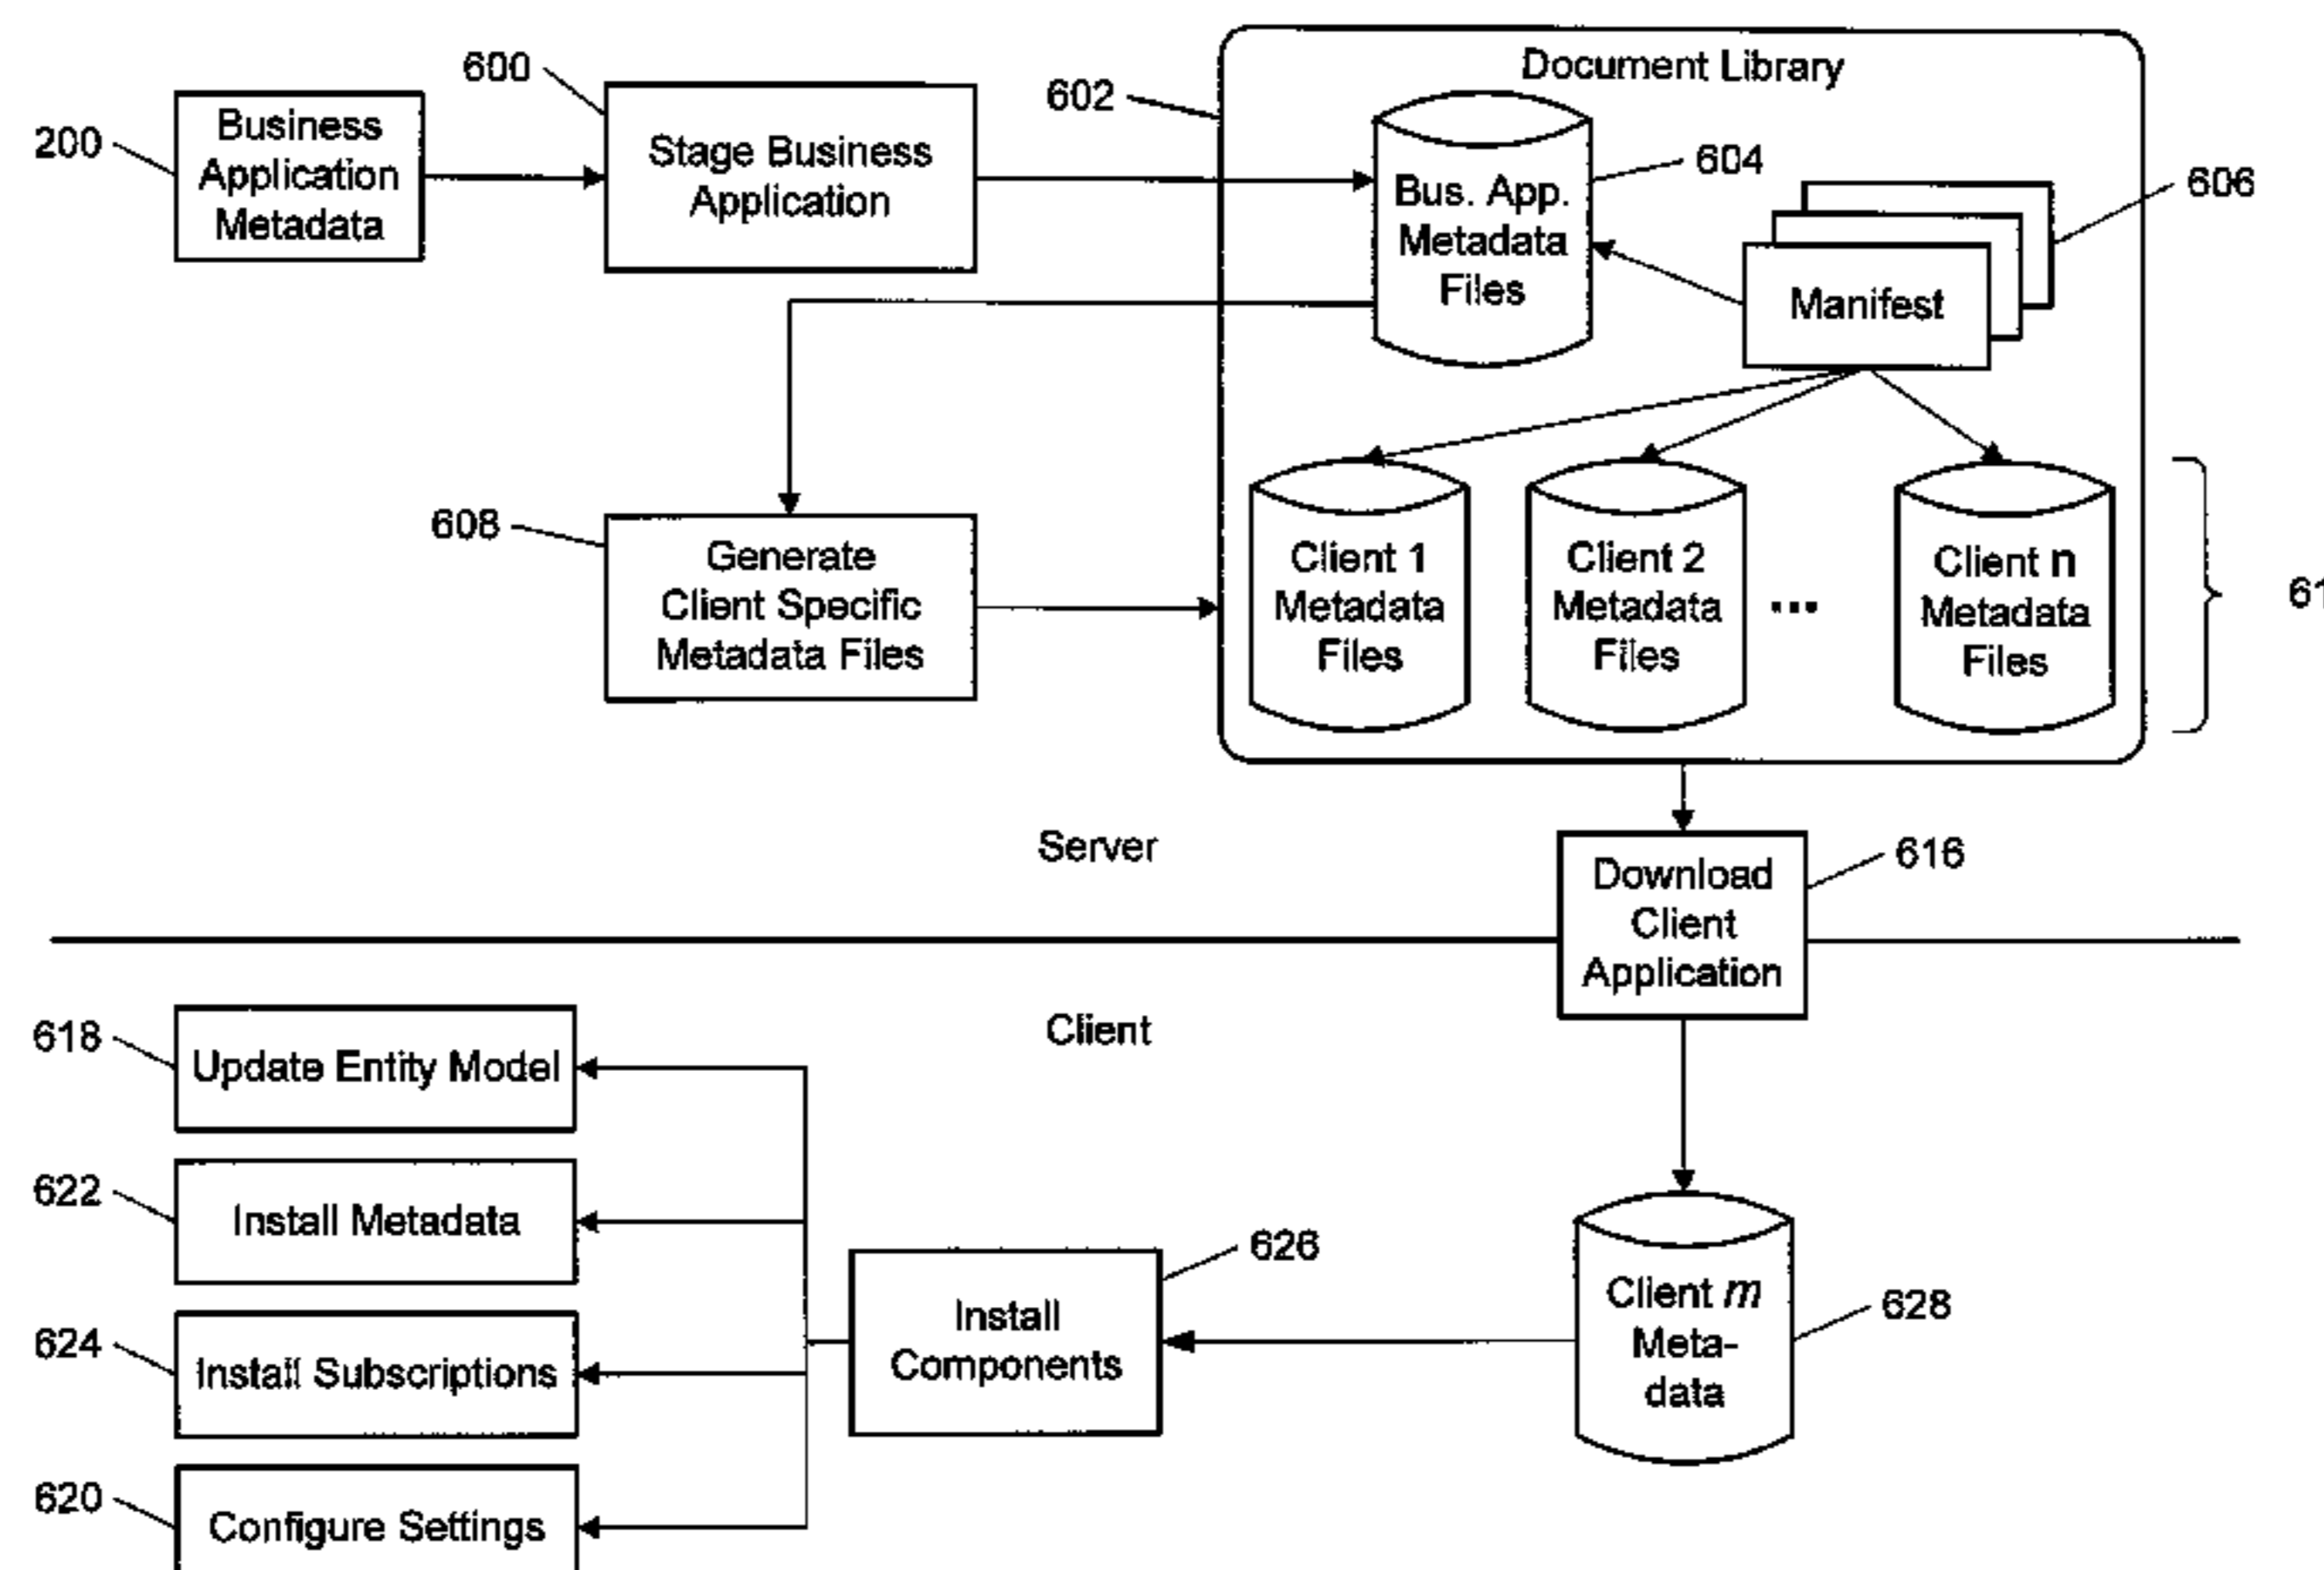 600
Document Library
602
200
Business
Application
Metadata
Stage Business
Application
604
606
Bus. App.
Metadata
Files
Manifest
608
Generate
Client Specific
Metadata Files
Client 1
Metadata
Files
Client 2
Metadata
Files
...
Client n
Metadata
Files
Server
Download
Client
Application
616
Client
618
Update Entity Model
622
Install Metadata
624
Install Subscriptions
620
Configure Settings
626
Install
Components
Client m
Meta-
data
628